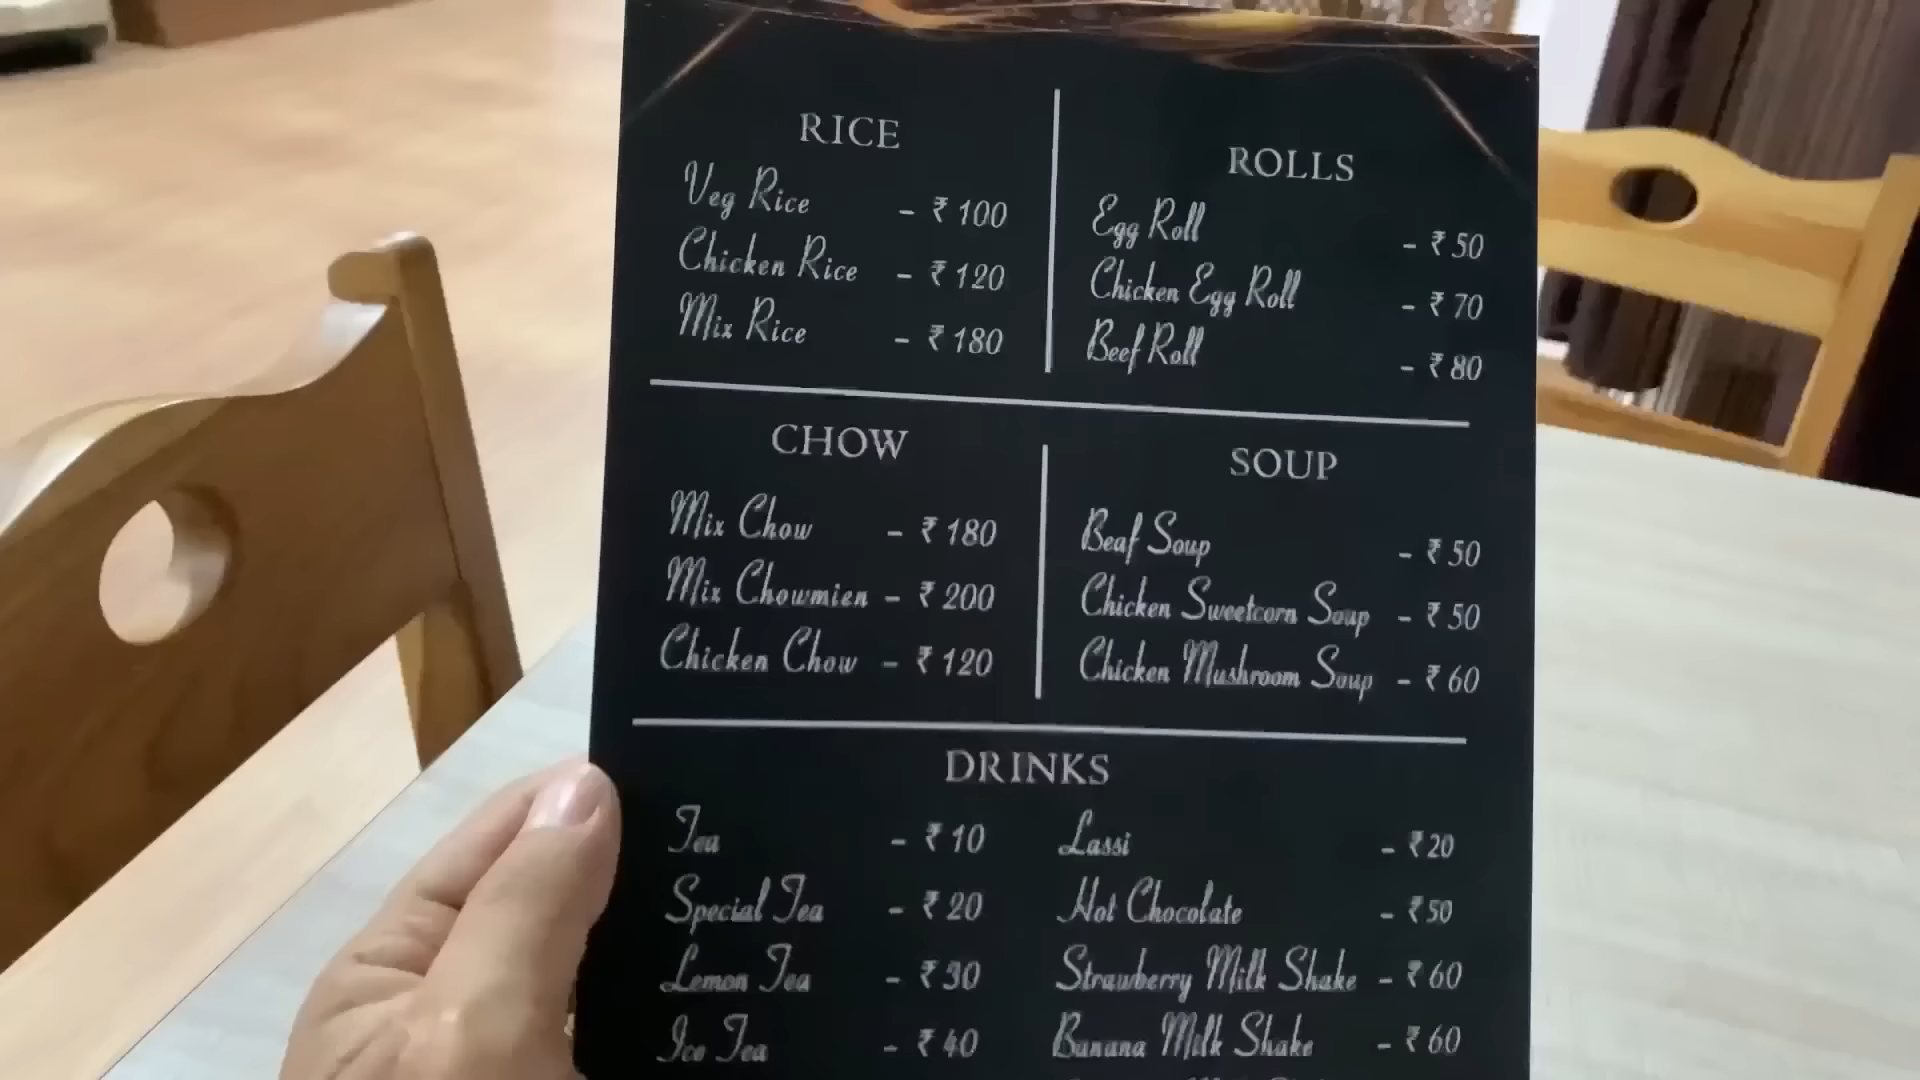 RICE
Veg Rice - ₹ 100
Chicken Rice - ₹ 120
Mix Rice - ₹ 180
ROLLS
Egg Roll - ₹ 50
Chicken Egg Roll - ₹ 70
Beef Roll - ₹ 80
CHOW
Mix Chow - ₹ 180
Mix Chowmien - ₹ 200
Chicken Chow - ₹ 120
SOUP
Beaf Soup - ₹ 50
Chicken Sweetcorn Soup - ₹ 50
Chicken Mushroom Soup - ₹ 60
DRINKS
Tea - ₹ 10
Special Tea - ₹ 20
Lemon Tea - ₹ 30
Ice Tea - ₹ 40
Lassi - ₹ 20
Hot Chocolate - ₹ 50
Strawberry Milk Shake - ₹ 60
Banana Milk Shake - ₹ 60